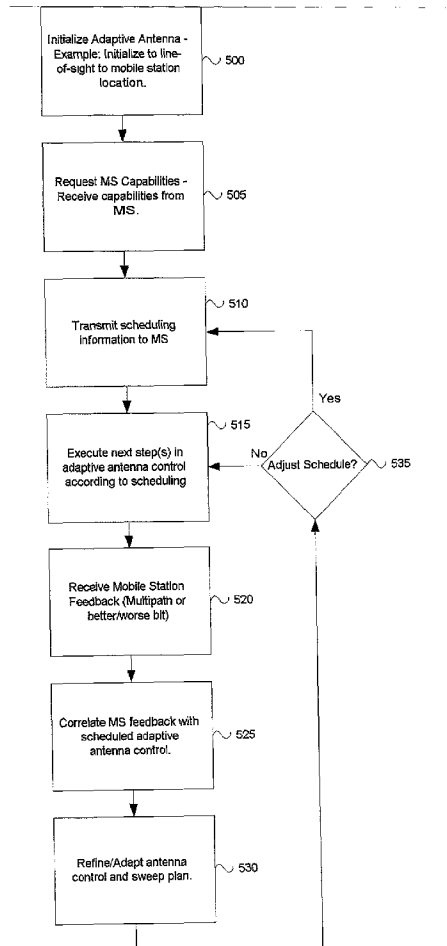 Initialize Adaptive Antenna -
Example: Initialize to line-
of-sight to mobile station
location.
500
Request MS Capabilities -
Receive capabilities from
MS.
505
510
Transmit scheduling
information to MS
Yes
515
Execute next step(s) in
adaptive antenna control
according to scheduling
No
Adjust Schedule?
535
Receive Mobile Station
Feedback (Multipath or
better/worse bit)
520
Correlate MS feedback with
scheduled adaptive
antenna control.
525
Refine/Adapt antenna
control and sweep plan.
530